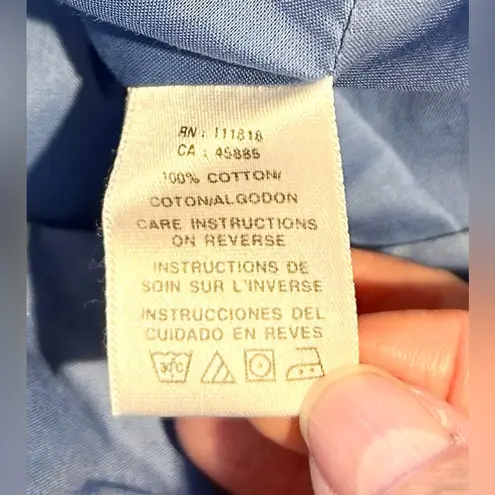 RN : 111818
CA : 45885
100% COTTON/
COTON/ALGODON
CARE INSTRUCTIONS
ON REVERSE
INSTRUCTIONS DE
SOIN SUR L'INVERSE
INSTRUCCIONES DEL
CUIDADO EN REVES
30°C